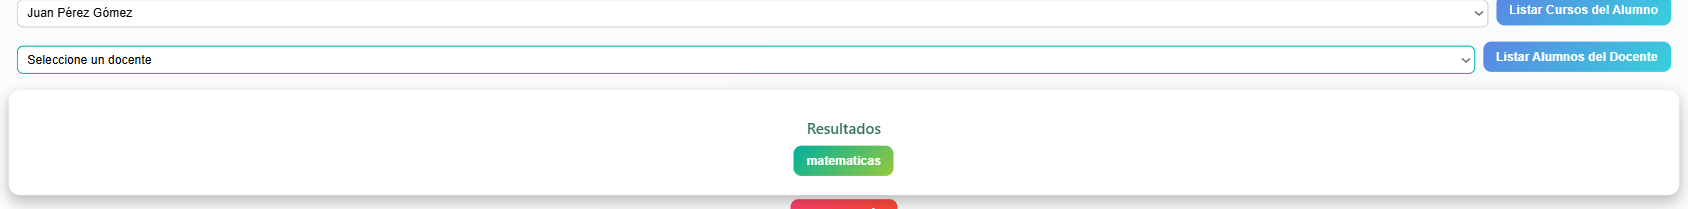 Juan Pérez Gómez
Listar Cursos del Alumno
Seleccione un docente
Listar Alumnos del Docente
Resultados
matematicas